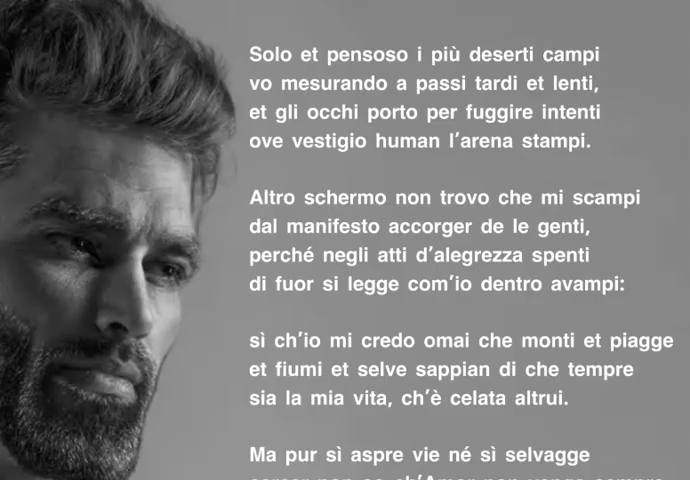 Solo et pensoso i più deserti campi
vo mesurando a passi tardi et lenti,
et gli occhi porto per fuggire intenti
ove vestigio human l’arena stampi.
Altro schermo non trovo che mi scampi
dal manifesto accorger de le genti,
perché negli atti d’alegrezza spenti
di fuor si legge com’io dentro avampi:
sì ch’io mi credo omai che monti et piagge
et fiumi et selve sappian di che tempre
sia la mia vita, ch’è celata altrui.
Ma pur sì aspre vie né sì selvagge